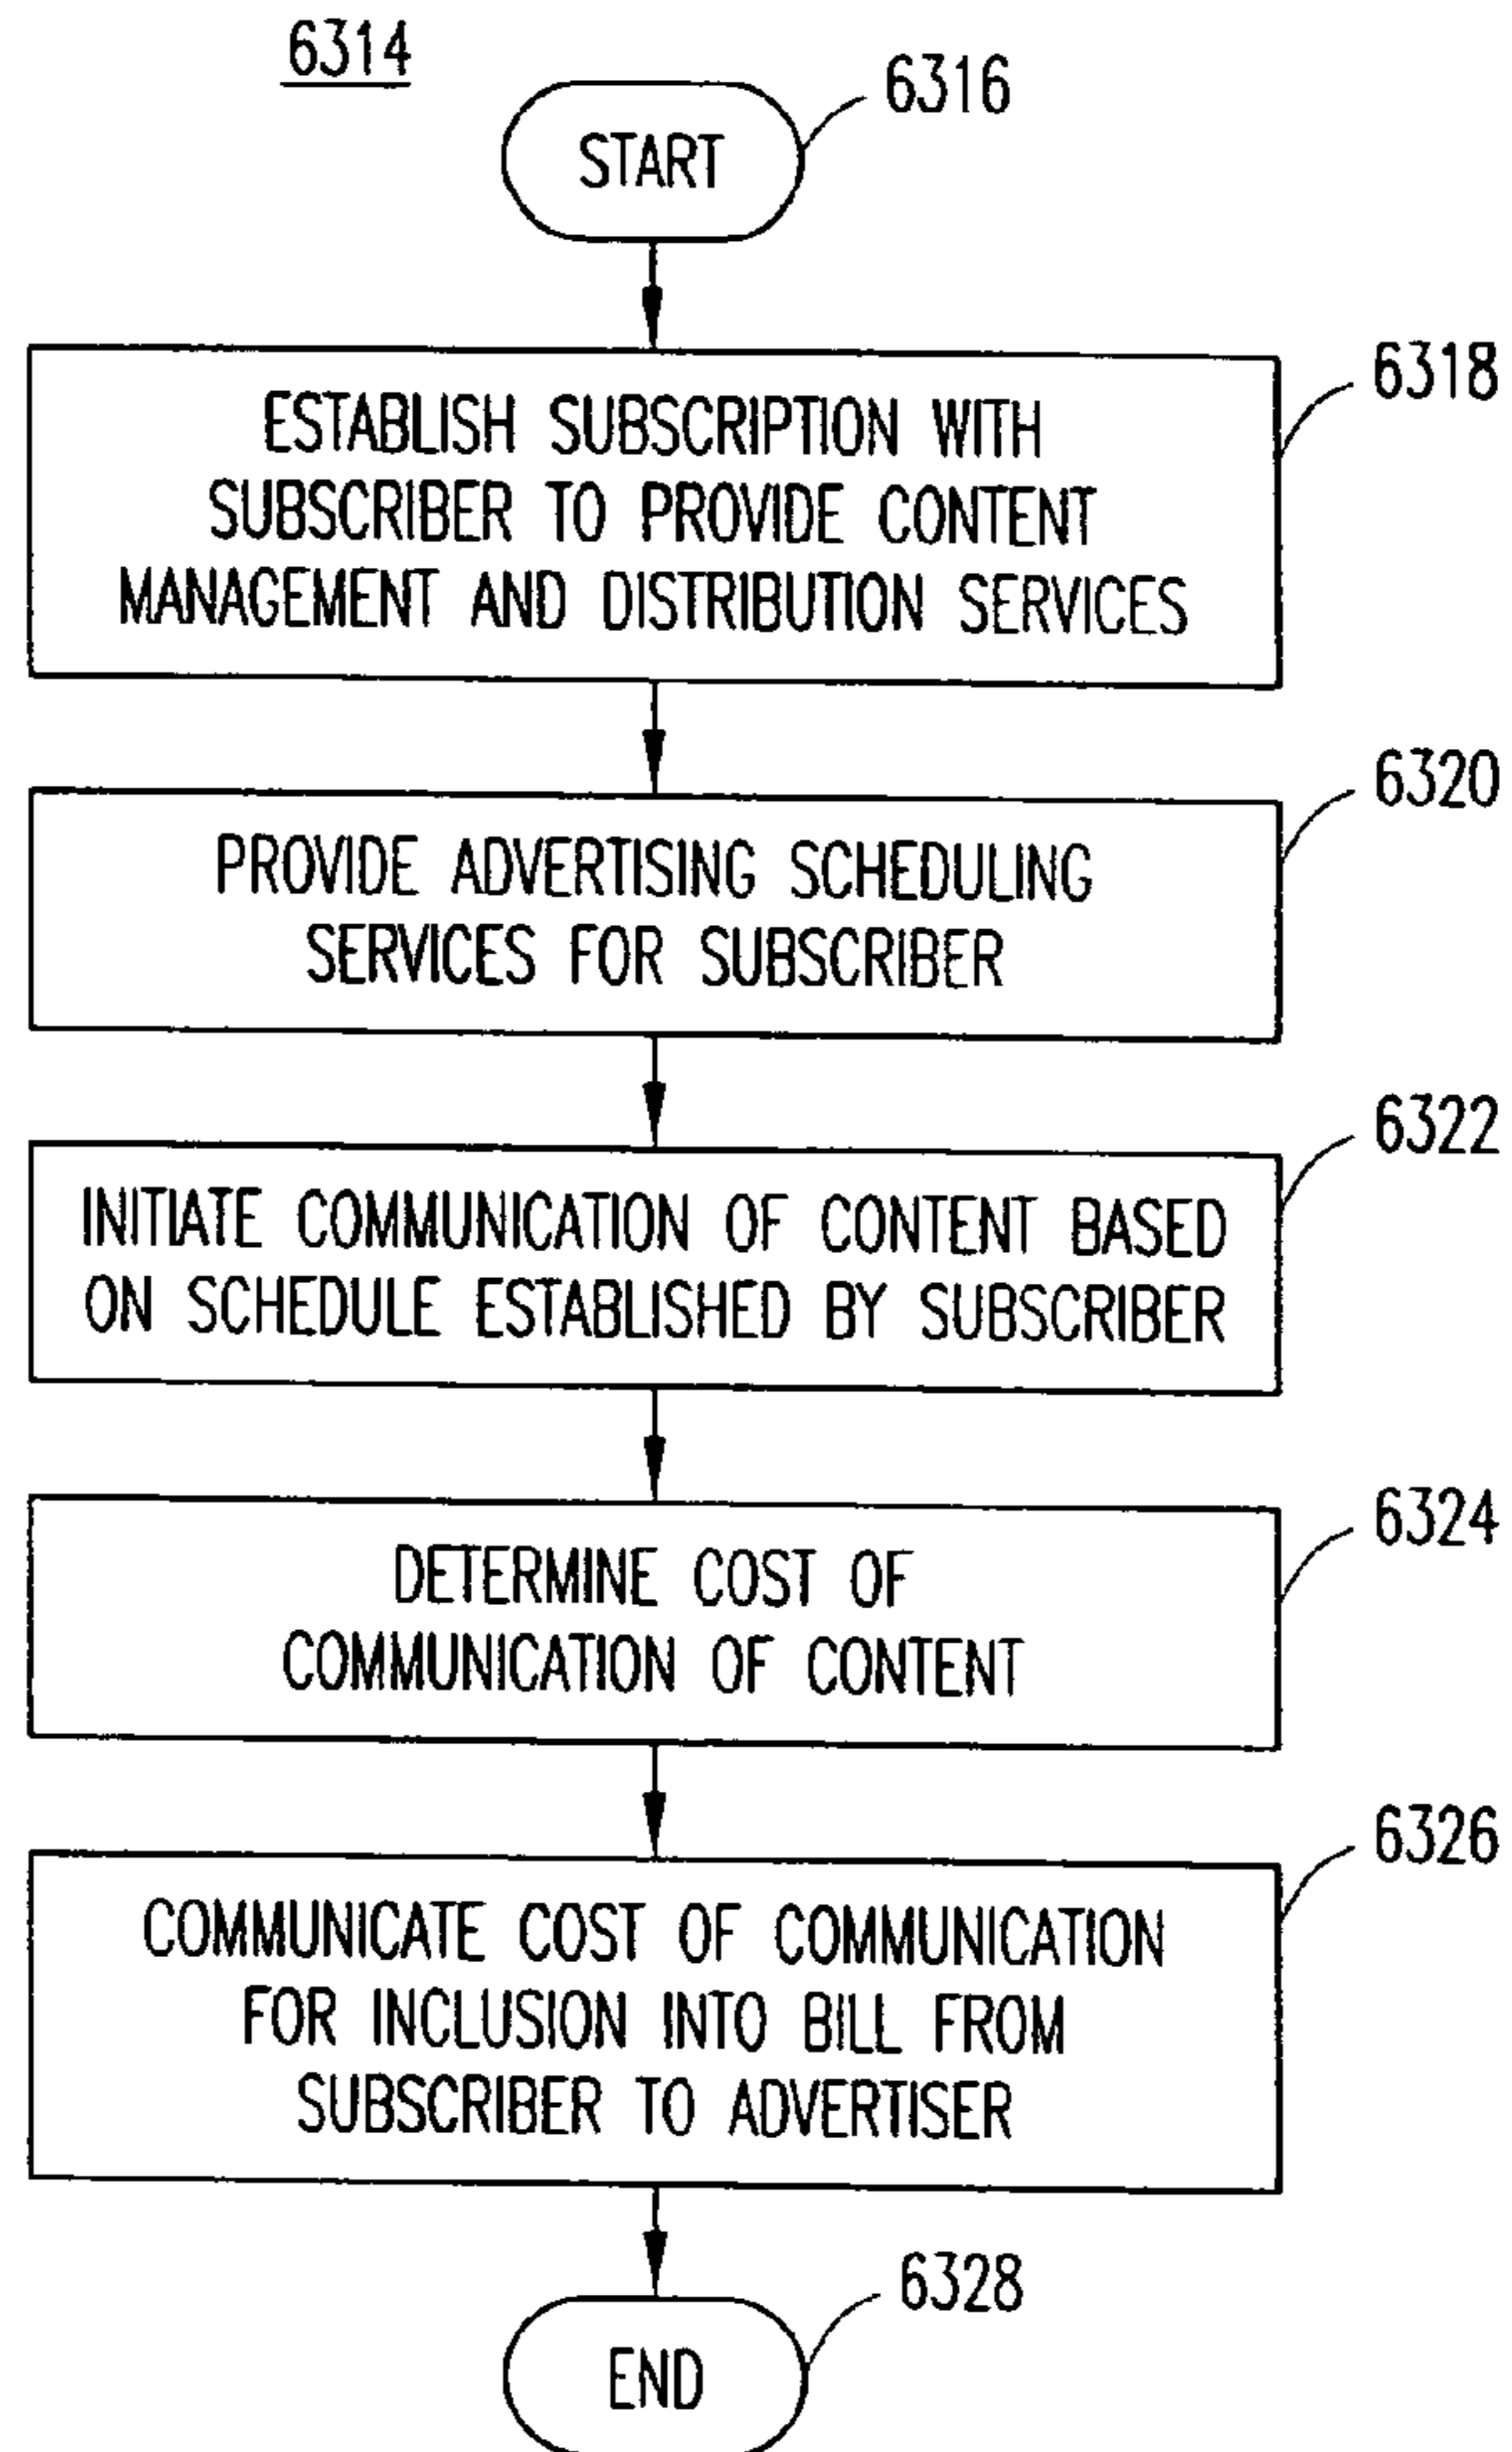 6314
6316
START
6318
ESTABLISH SUBSCRIPTION WITH
SUBSCRIBER TO PROVIDE CONTENT
MANAGEMENT AND DISTRIBUTION SERVICES
6320
PROVIDE ADVERTISING SCHEDULING
SERVICES FOR SUBSCRIBER
6322
INITIATE COMMUNICATION OF CONTENT BASED
ON SCHEDULE ESTABLISHED BY SUBSCRIBER
6324
DETERMINE COST OF
COMMUNICATION OF CONTENT
6326
COMMUNICATE COST OF COMMUNICATION
FOR INCLUSION INTO BILL FROM
SUBSCRIBER TO ADVERTISER
6328
END